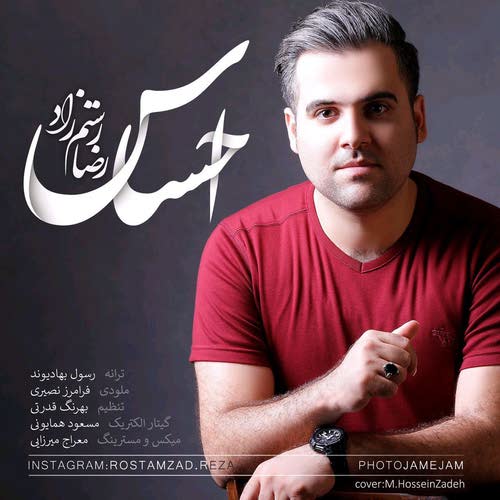 احساس
رضا رستم زاد
ترانه رسول بهادیوند
ملودی فرامرز نصیری
تنظیم بهرنگ قدرتی
گیتار الکتریک مسعود همایونی
میکس و مسترینگ معراج میرزایی
INSTAGRAM:ROSTAMZAD.REZA
PHOTOJAMEJAM
cover:M.HosseinZadeh